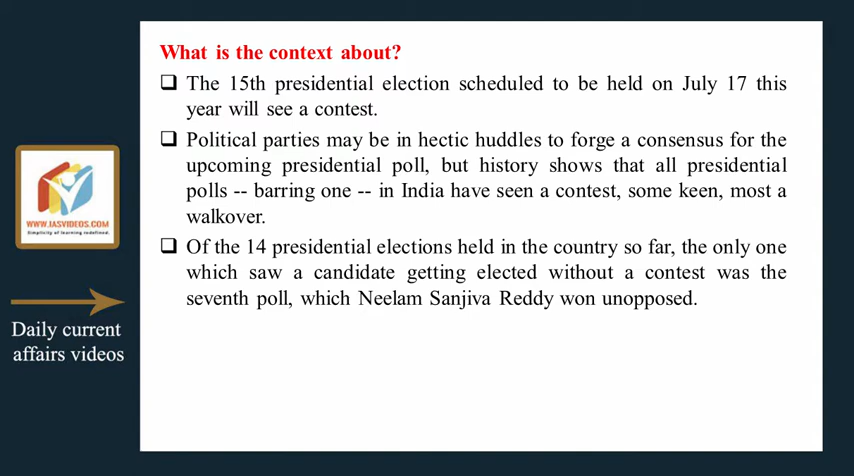 What is the context about?
❑ The 15th presidential election scheduled to be held on July 17 this
year will see a contest.
❑ Political parties may be in hectic huddles to forge a consensus for the
upcoming presidential poll, but history shows that all presidential
polls -- barring one -- in India have seen a contest, some keen, most a
walkover.
❑ Of the 14 presidential elections held in the country so far, the only one
which saw a candidate getting elected without a contest was the
seventh poll, which Neelam Sanjiva Reddy won unopposed.
WWW.IASVIDEOS.COM
Simplicity of learning redefined.
Daily current
affairs videos